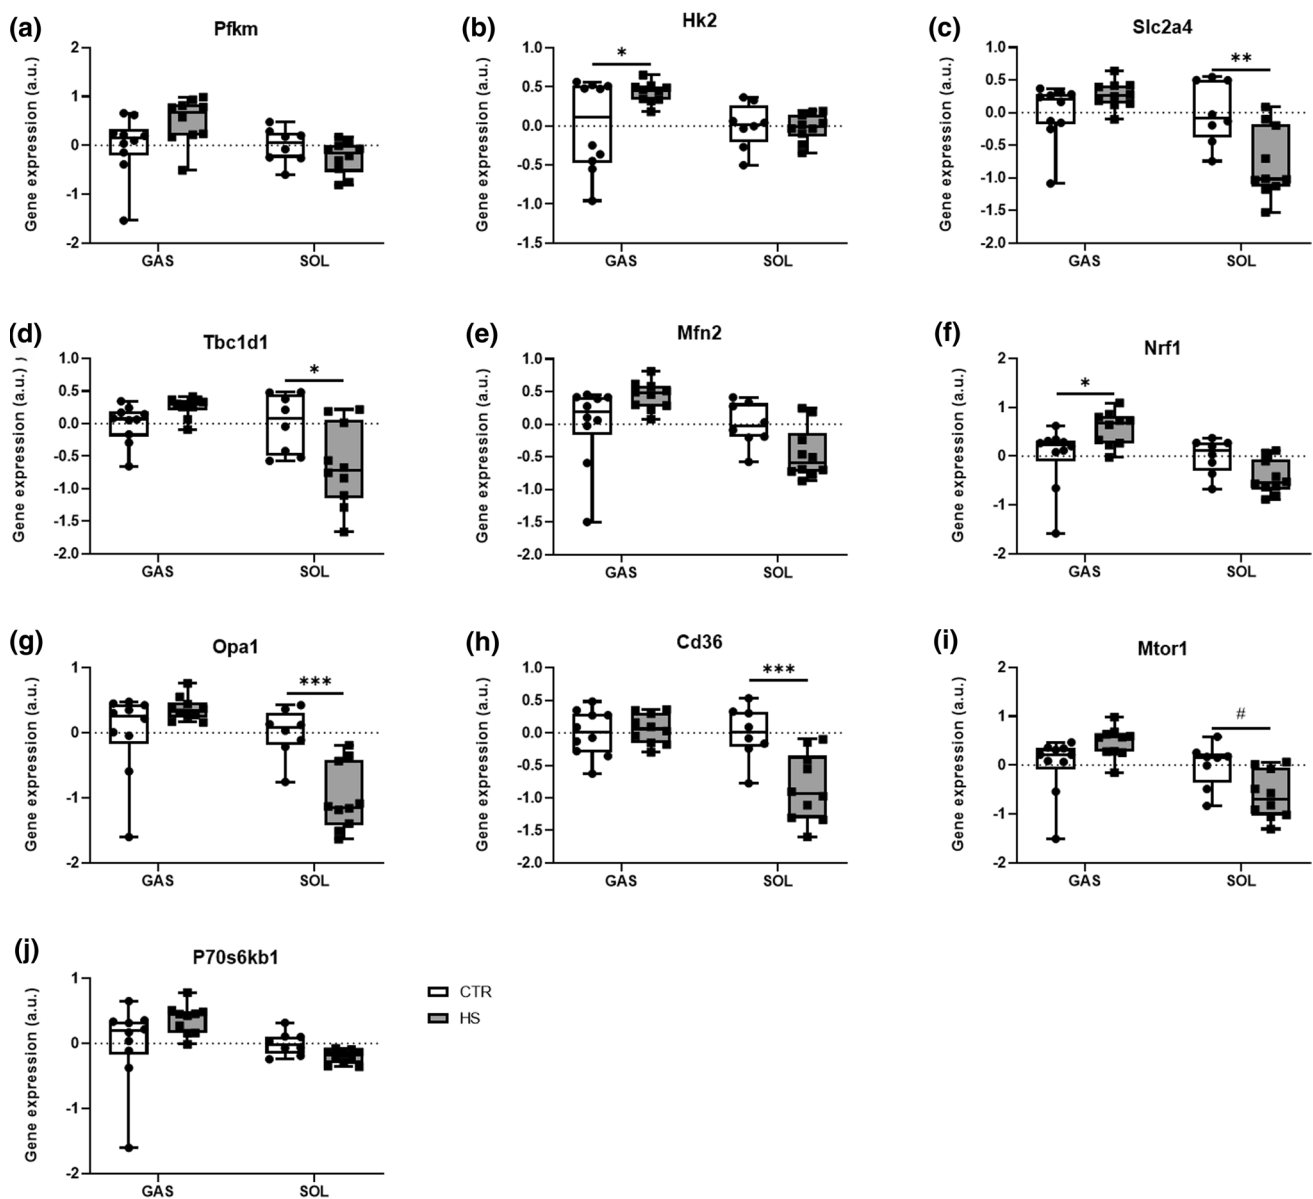 (a)
Pfkm
Gene expression (a.u.)
2
1
0
-1
-2
GAS
SOL
(b)
Hk2
Gene expression (a.u.)
*
1.0
0.5
0.0
-0.5
-1.0
-1.5
GAS
SOL
(c)
Slc2a4
Gene expression (a.u.)
**
1.0
0.5
0.0
-0.5
-1.0
-1.5
-2.0
GAS
SOL
(d)
Tbc1d1
Gene expression (a.u.) )
*
1.0
0.5
0.0
-0.5
-1.0
-1.5
-2.0
GAS
SOL
(e)
Mfn2
Gene expression (a.u.)
1.0
0.5
0.0
-0.5
-1.0
-1.5
-2.0
GAS
SOL
(f)
Nrf1
Gene expression (a.u.)
*
2
1
0
-1
-2
GAS
SOL
(g)
Opa1
Gene expression (a.u.)
***
1
0
-1
-2
GAS
SOL
(h)
Cd36
Gene expression (a.u.)
***
1.0
0.5
0.0
-0.5
-1.0
-1.5
-2.0
GAS
SOL
(i)
Mtor1
Gene expression (a.u.)
#
2
1
0
-1
-2
GAS
SOL
(j)
P70s6kb1
Gene expression (a.u.)
1
0
-1
-2
GAS
SOL
CTR
HS